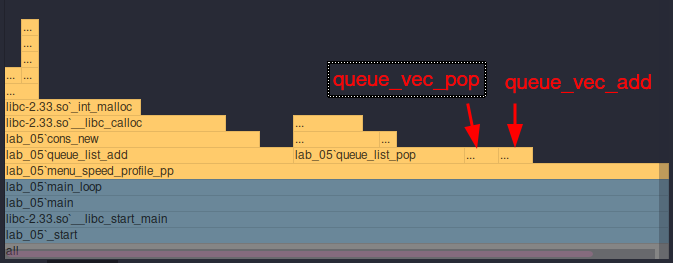 ...
...
...
... ...
...
libc-2.33.so`_int_malloc
libc-2.33.so`__libc_calloc ...
lab_05`cons_new ... ...
lab_05`queue_list_add lab_05`queue_list_pop ... ...
lab_05`menu_speed_profile_pp
lab_05`main_loop
lab_05`main
libc-2.33.so`__libc_start_main
lab_05`_start
all
queue_vec_pop
queue_vec_add